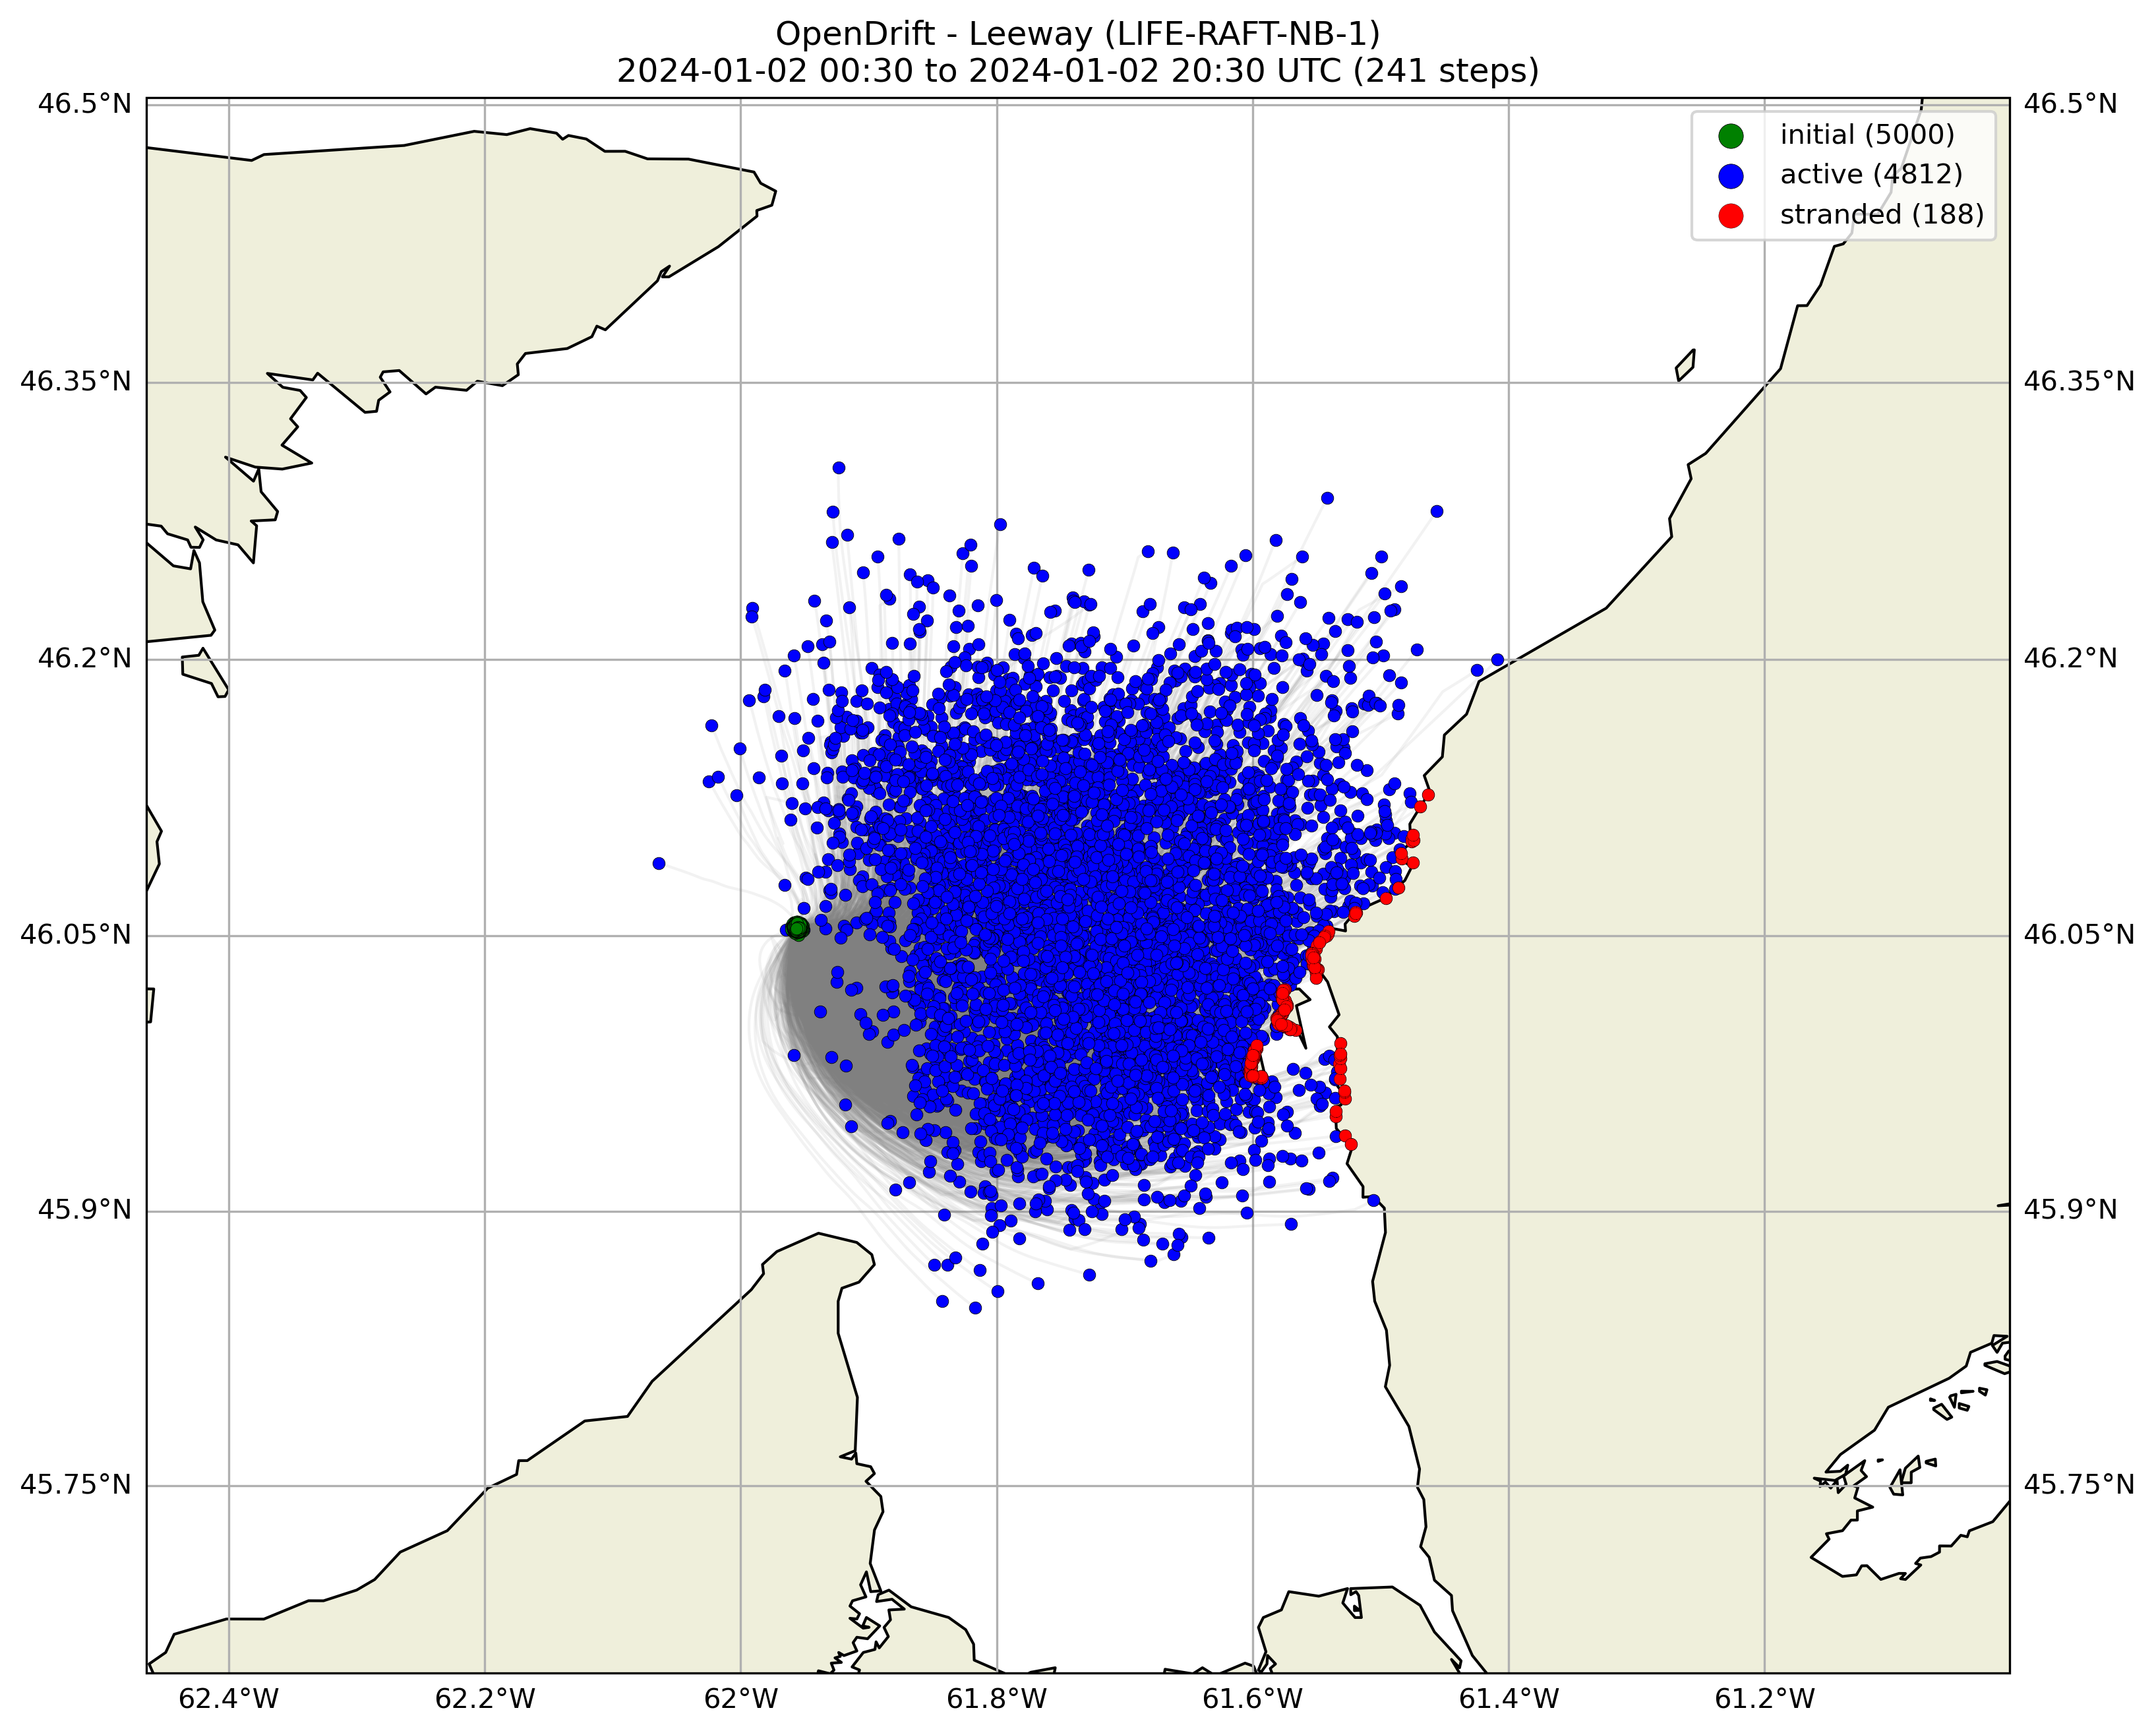 OpenDrift - Leeway (LIFE-RAFT-NB-1)
2024-01-02 00:30 to 2024-01-02 20:30 UTC (241 steps)
46.5°N
46.5°N
initial (5000)
active (4812)
stranded (188)
46.35°N
46.35°N
46.2°N
46.2°N
46.05°N
46.05°N
45.9°N
45.9°N
45.75°N
45.75°N
62.4°W
62.2°W
62°W
61.8°W
61.6°W
61.4°W
61.2°W